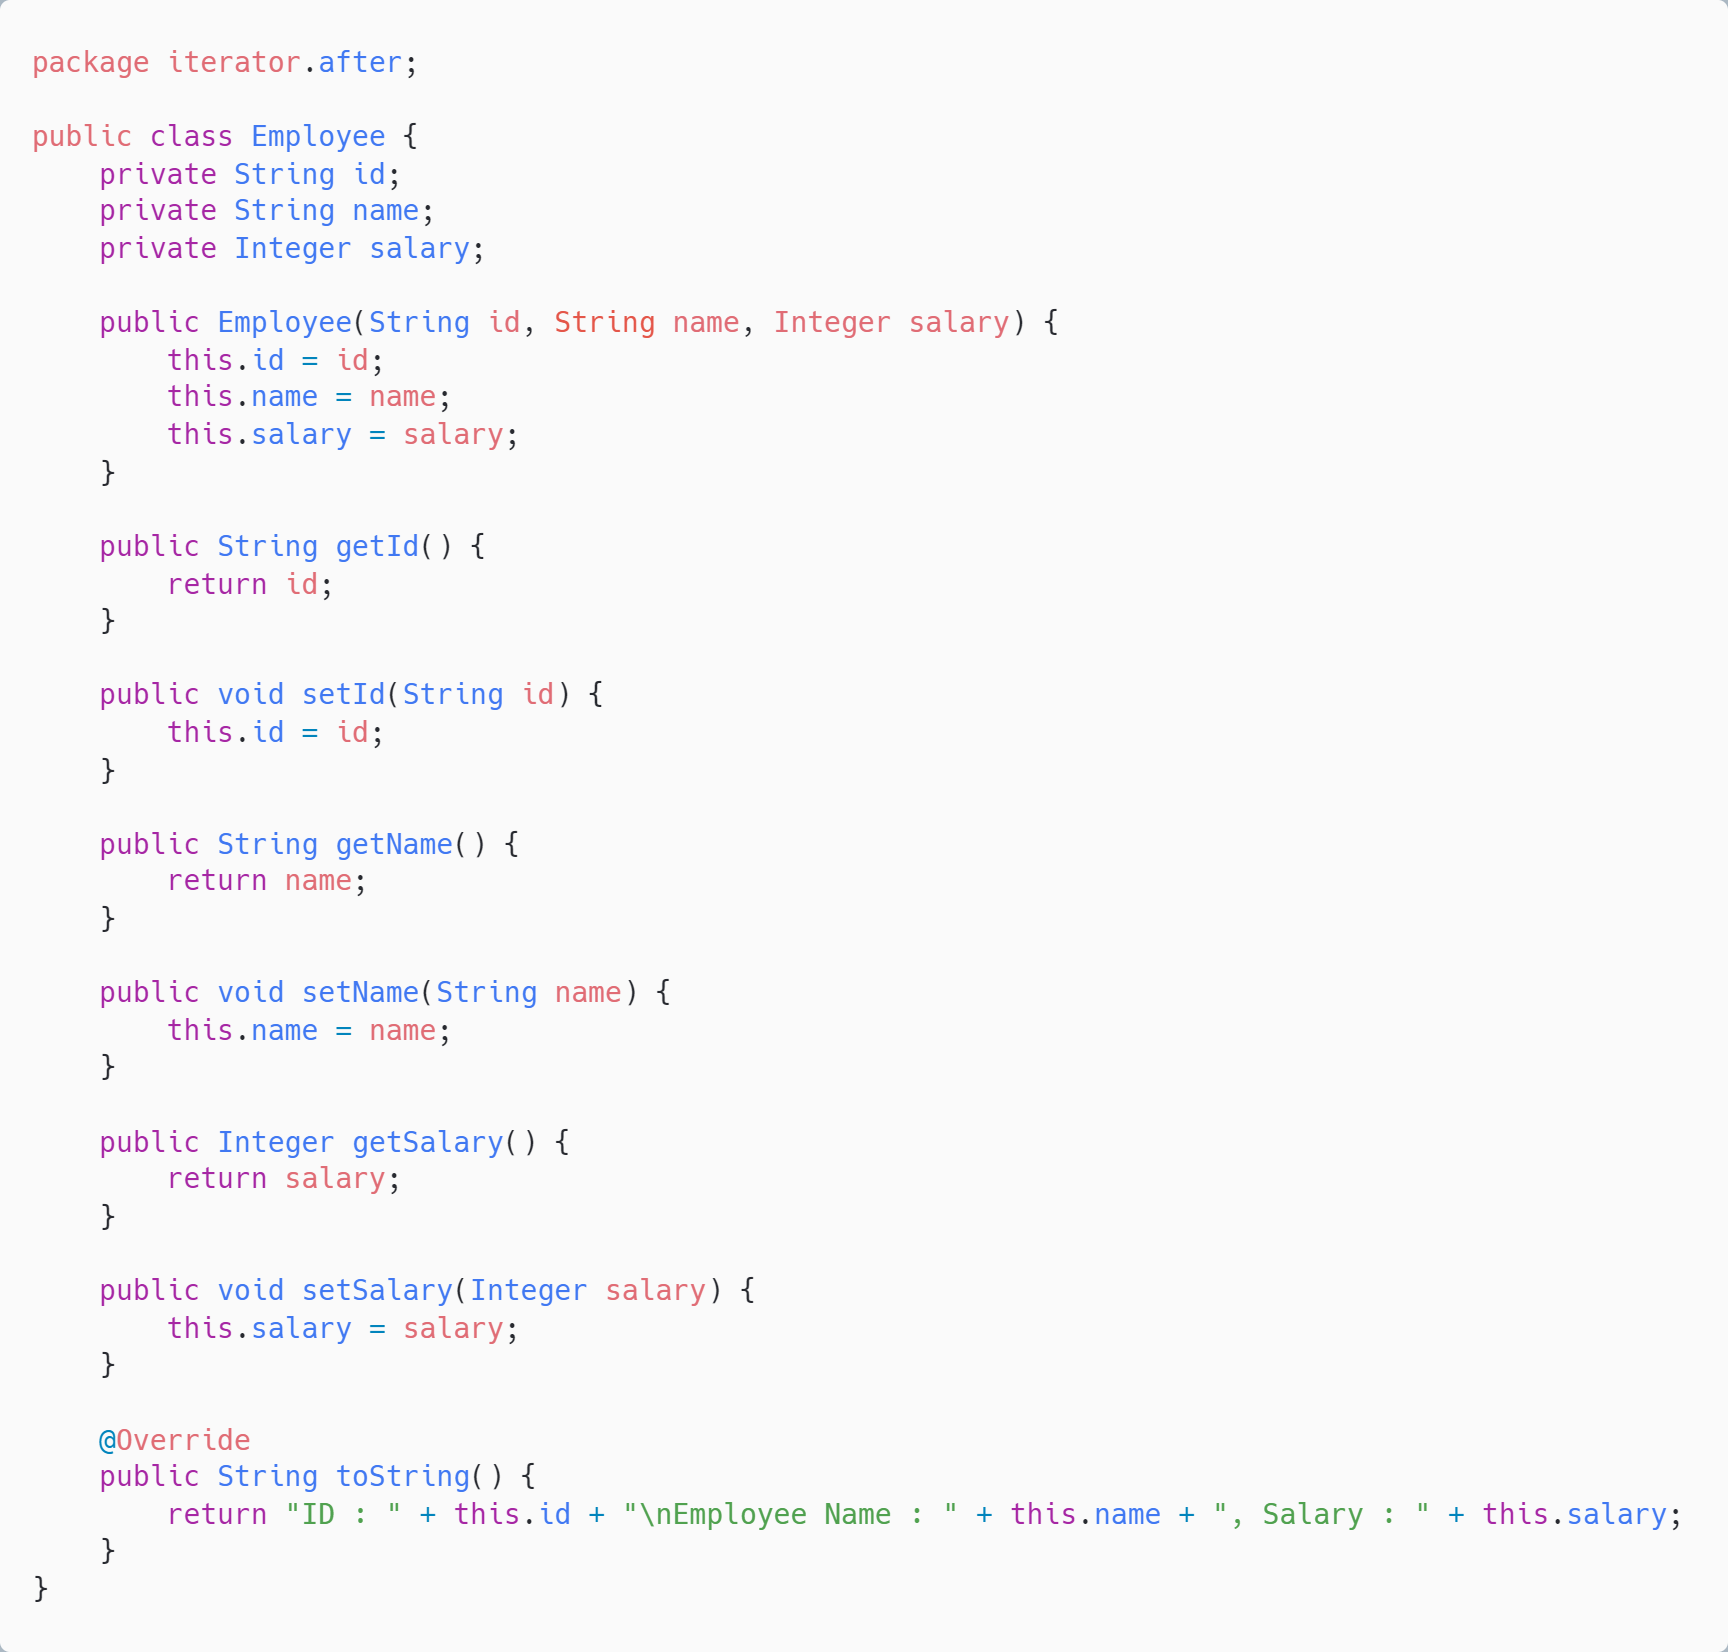 package iterator.after;

public class Employee {
    private String id;
    private String name;
    private Integer salary;

    public Employee(String id, String name, Integer salary) {
        this.id = id;
        this.name = name;
        this.salary = salary;
    }

    public String getId() {
        return id;
    }

    public void setId(String id) {
        this.id = id;
    }

    public String getName() {
        return name;
    }

    public void setName(String name) {
        this.name = name;
    }

    public Integer getSalary() {
        return salary;
    }

    public void setSalary(Integer salary) {
        this.salary = salary;
    }

    @Override
    public String toString() {
        return "ID : " + this.id + "\nEmployee Name : " + this.name + ", Salary : " + this.salary;
    }
}